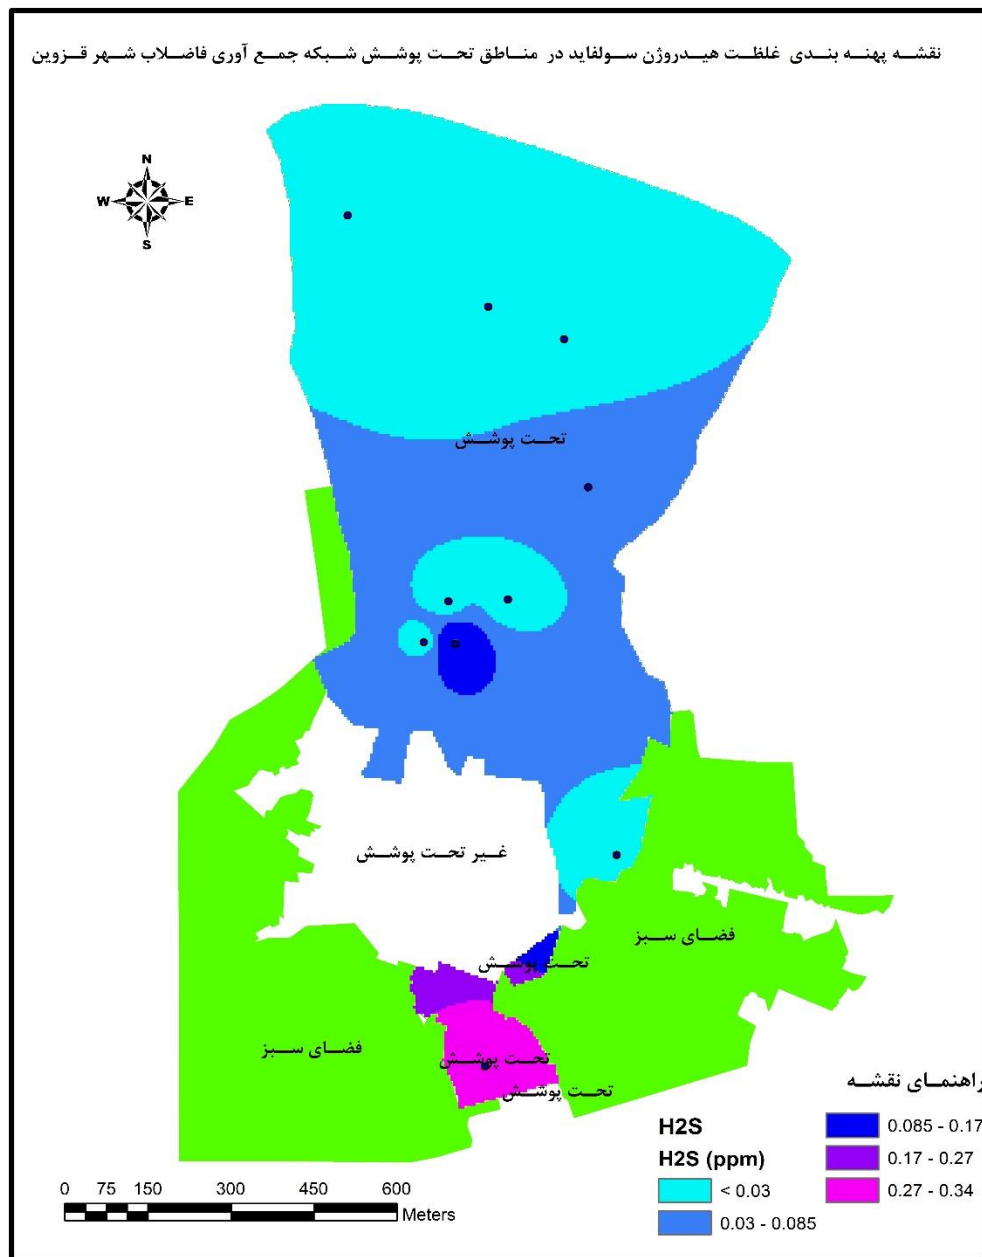 نقشه پهنه بندی غلظت هیدروژن سولفاید در مناطق تحت پوشش شبکه جمع آوری فاضلاب شهر قزوین
N
W E
S
تحت پوشش
غیر تحت پوشش
فضای سبز
تحت پوشش
فضای سبز
تحت پوشش
تحت پوشش
راهنمای نقشه
H2S
H2S (ppm)
< 0.03
0.03 - 0.085
0.085 - 0.17
0.17 - 0.27
0.27 - 0.34
0 75 150 300 450 600
Meters